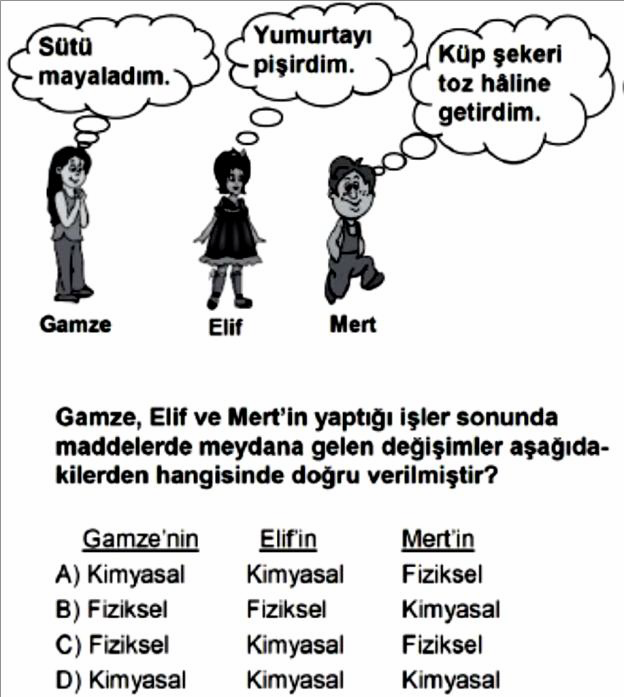 Sütü
mayaladım.
Yumurtayı
pişirdim.
Küp şekeri
toz hâline
getirdim.
Gamze
Elif
Mert
Gamze, Elif ve Mert'in yaptığı işler sonunda
maddelerde meydana gelen değişimler aşağıda-
kilerden hangisinde doğru verilmiştir?
Gamze'nin Elif'in Mert'in
A) Kimyasal Kimyasal Fiziksel
B) Fiziksel Fiziksel Kimyasal
C) Fiziksel Kimyasal Fiziksel
D) Kimyasal Kimyasal Kimyasal